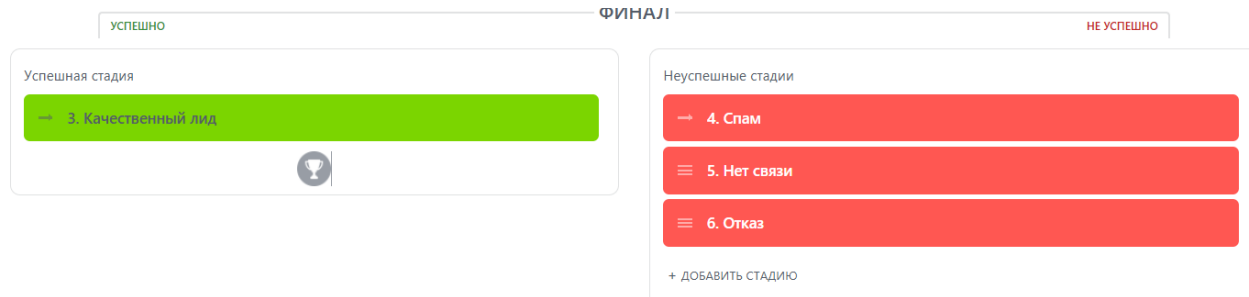 ФИНАЛ
УСПЕШНО
НЕ УСПЕШНО
Успешная стадия
3. Качественный лид
Неуспешные стадии
4. Спам
5. Нет связи
6. Отказ
+ ДОБАВИТЬ СТАДИЮ